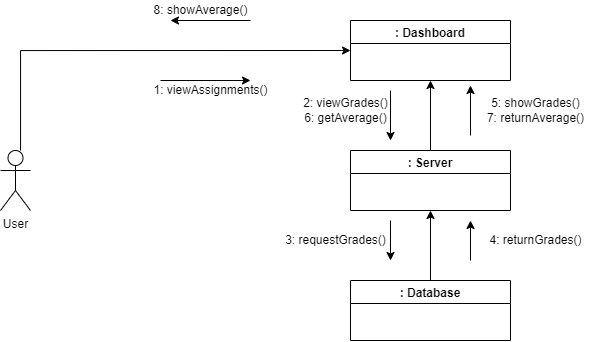 8: showAverage()
: Dashboard
1: viewAssignments()
2: viewGrades()
6: getAverage()
5: showGrades()
7: returnAverage()
: Server
User
3: requestGrades()
4: returnGrades()
: Database